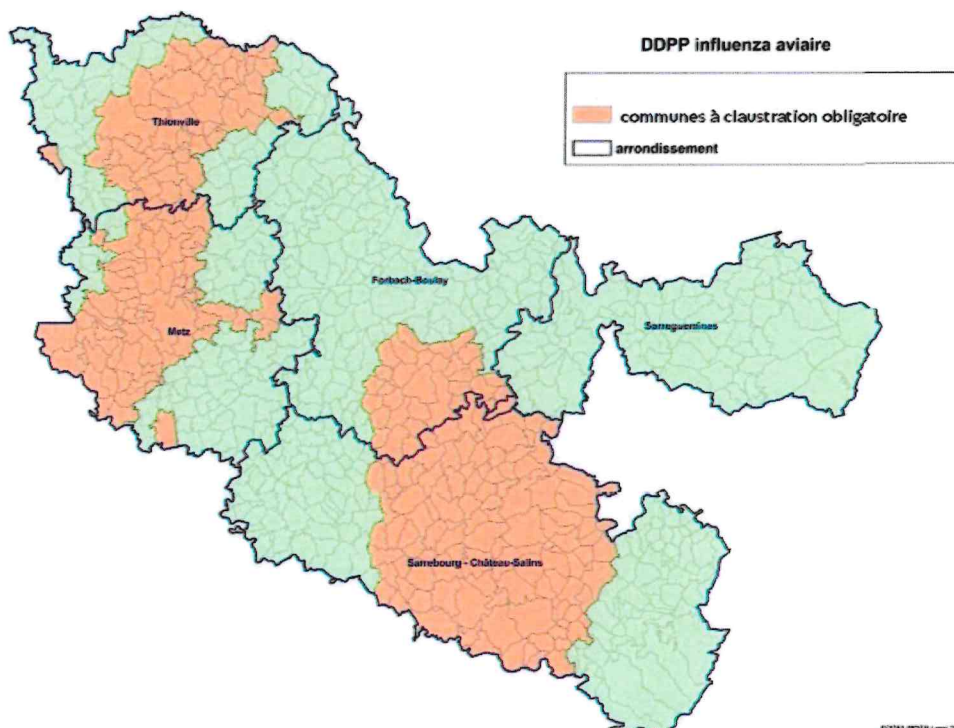 DDPP influenza aviaire
communes à claustration obligatoire
arrondissement
Thionville
Forbach-Boulay
Metz
Sarreguemines
Sarrebourg - Château-Salins